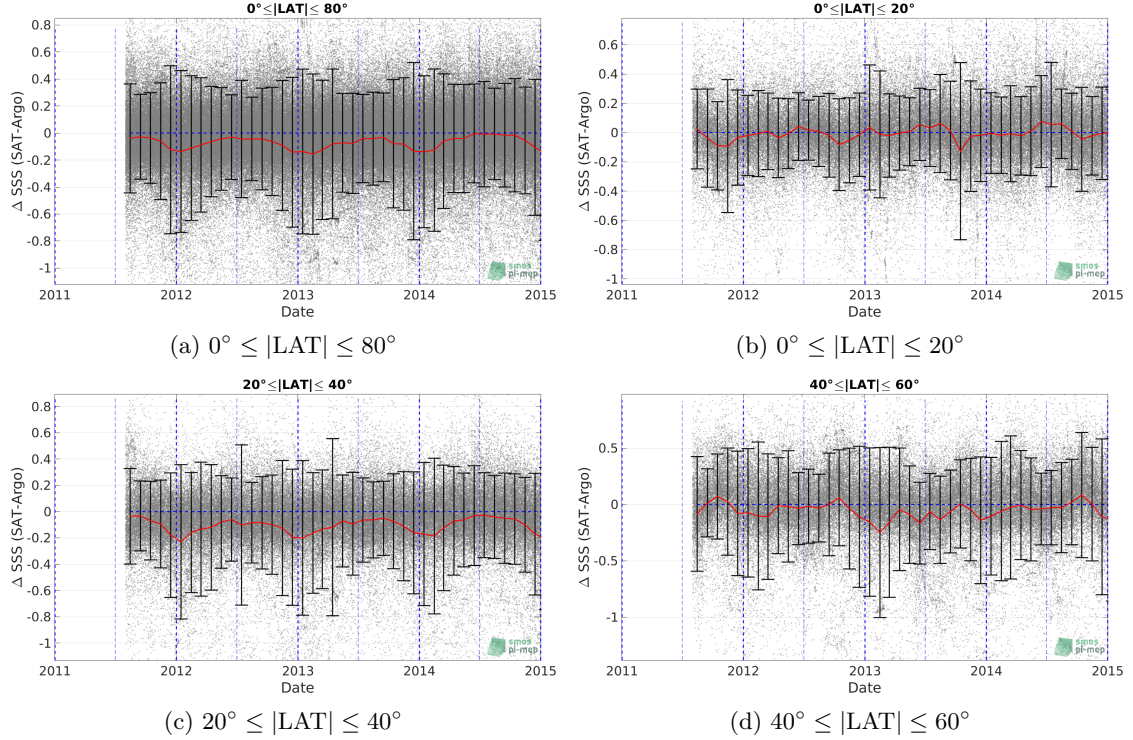 0°≤|LAT|≤ 80°
Δ SSS (SAT-Argo)
0.8
0.6
0.4
0.2
0
-0.2
-0.4
-0.6
-0.8
-1
2011 2012 2013 2014 2015
Date
smos
pi-mep
(a) 0° ≤ |LAT| ≤ 80°
0°≤|LAT|≤ 20°
Δ SSS (SAT-Argo)
0.6
0.4
0.2
0
-0.2
-0.4
-0.6
-0.8
-1
2011 2012 2013 2014 2015
Date
smos
pi-mep
(b) 0° ≤ |LAT| ≤ 20°
20°≤|LAT|≤ 40°
Δ SSS (SAT-Argo)
0.8
0.6
0.4
0.2
0
-0.2
-0.4
-0.6
-0.8
-1
2011 2012 2013 2014 2015
Date
smos
pi-mep
(c) 20° ≤ |LAT| ≤ 40°
40°≤|LAT|≤ 60°
Δ SSS (SAT-Argo)
0.5
0
-0.5
-1
2011 2012 2013 2014 2015
Date
smos
pi-mep
(d) 40° ≤ |LAT| ≤ 60°